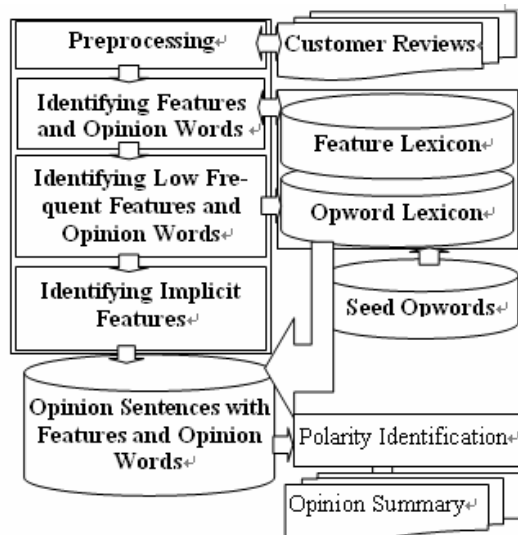 Preprocessing↵
Customer Reviews↵
Identifying Features
and Opinion Words↵
Feature Lexicon↵
Identifying Low Fre-
quent Features and
Opinion Words↵
Opword Lexicon↵
Identifying Implicit
Features↵
Seed Opwords↵
Opinion Sentences with
Features and Opinion
Words↵
Polarity Identification↵
Opinion Summary↵